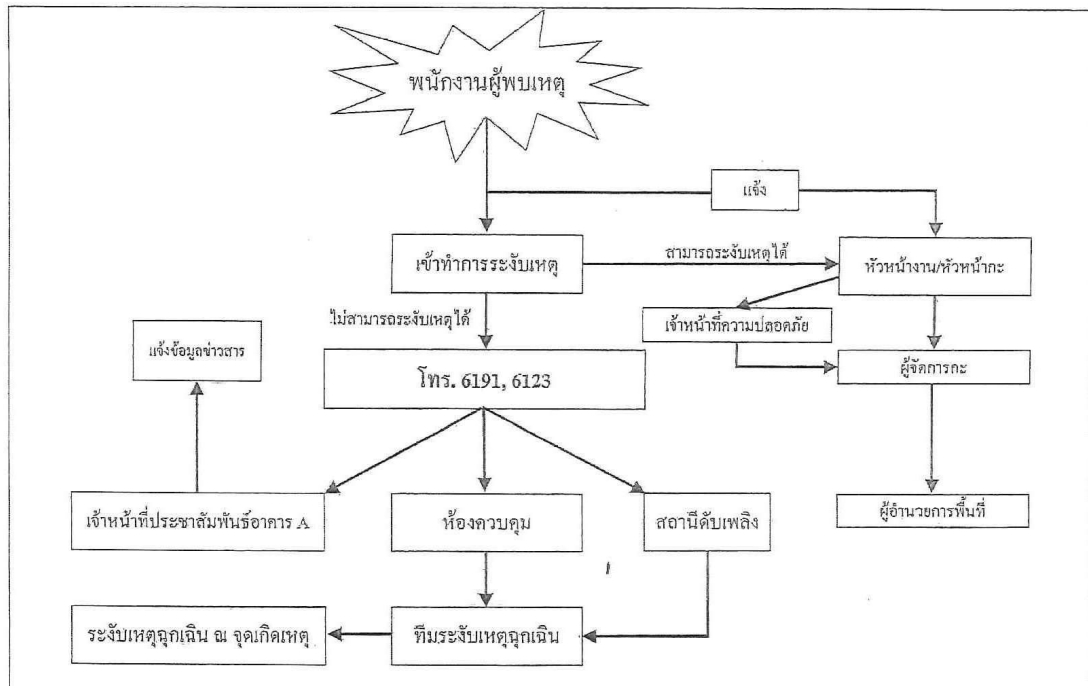 พนักงานผู้พบเหตุ
แจ้ง
เข้าทำการระงับเหตุ
สามารถระงับเหตุได้
หัวหน้างาน/หัวหน้ากะ
ไม่สามารถระงับเหตุได้
เจ้าหน้าที่ความปลอดภัย
แจ้งข้อมูลข่าวสาร
โทร. 6191, 6123
ผู้จัดการกะ
เจ้าหน้าที่ประชาสัมพันธ์อาคาร A
ห้องควบคุม
สถานีดับเพลิง
ผู้อำนวยการพื้นที่
ระงับเหตุฉุกเฉิน ณ จุดเกิดเหตุ
ทีมระงับเหตุฉุกเฉิน